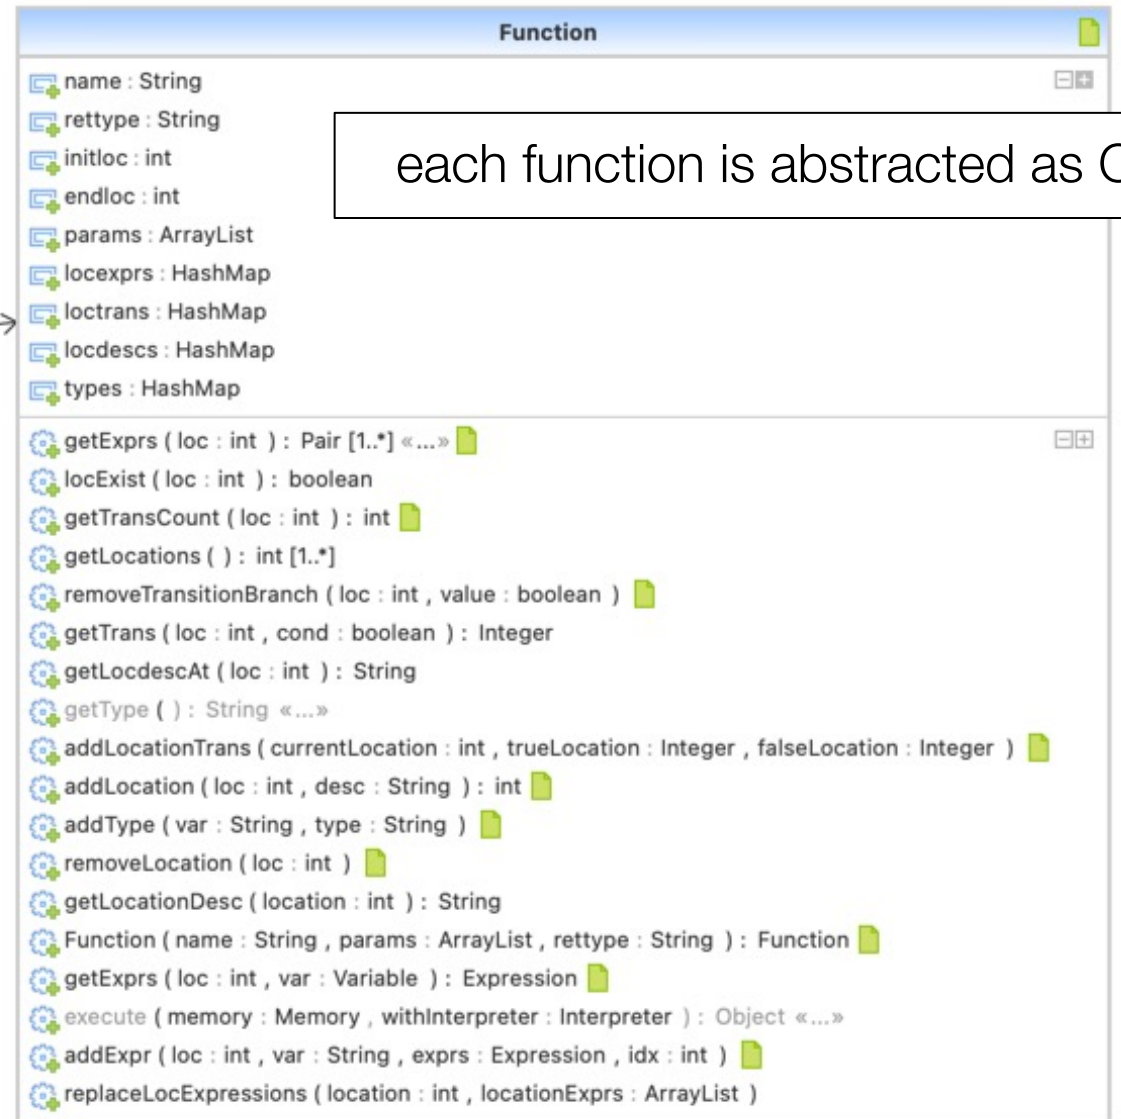 Function
name : String
rettype : String
initloc : int
each function is abstracted as
endloc : int
params : ArrayList
locexprs : HashMap
loctrans : HashMap
locdescs : HashMap
types : HashMap
getExprs ( loc : int ) : Pair [1..*] «...»
locExist ( loc : int ) : boolean
getTransCount ( loc : int ) : int
getLocations ( ) : int [1..*]
removeTransitionBranch ( loc : int , value : boolean )
getTrans ( loc : int , cond : boolean ) : Integer
getLocdescAt ( loc : int ) : String
getType ( ) : String «...»
addLocationTrans ( currentLocation : int , trueLocation : Integer , falseLocation : Integer )
addLocation ( loc : int , desc : String ) : int
addType ( var : String , type : String )
removeLocation ( loc : int )
getLocationDesc ( location : int ) : String
Function ( name : String , params : ArrayList , rettype : String ) : Function
getExprs ( loc : int , var : Variable ) : Expression
execute ( memory : Memory , withInterpreter : Interpreter ) : Object «...»
addExpr ( loc : int , var : String , exprs : Expression , idx : int )
replaceLocExpressions ( location : int , locationExprs : ArrayList )